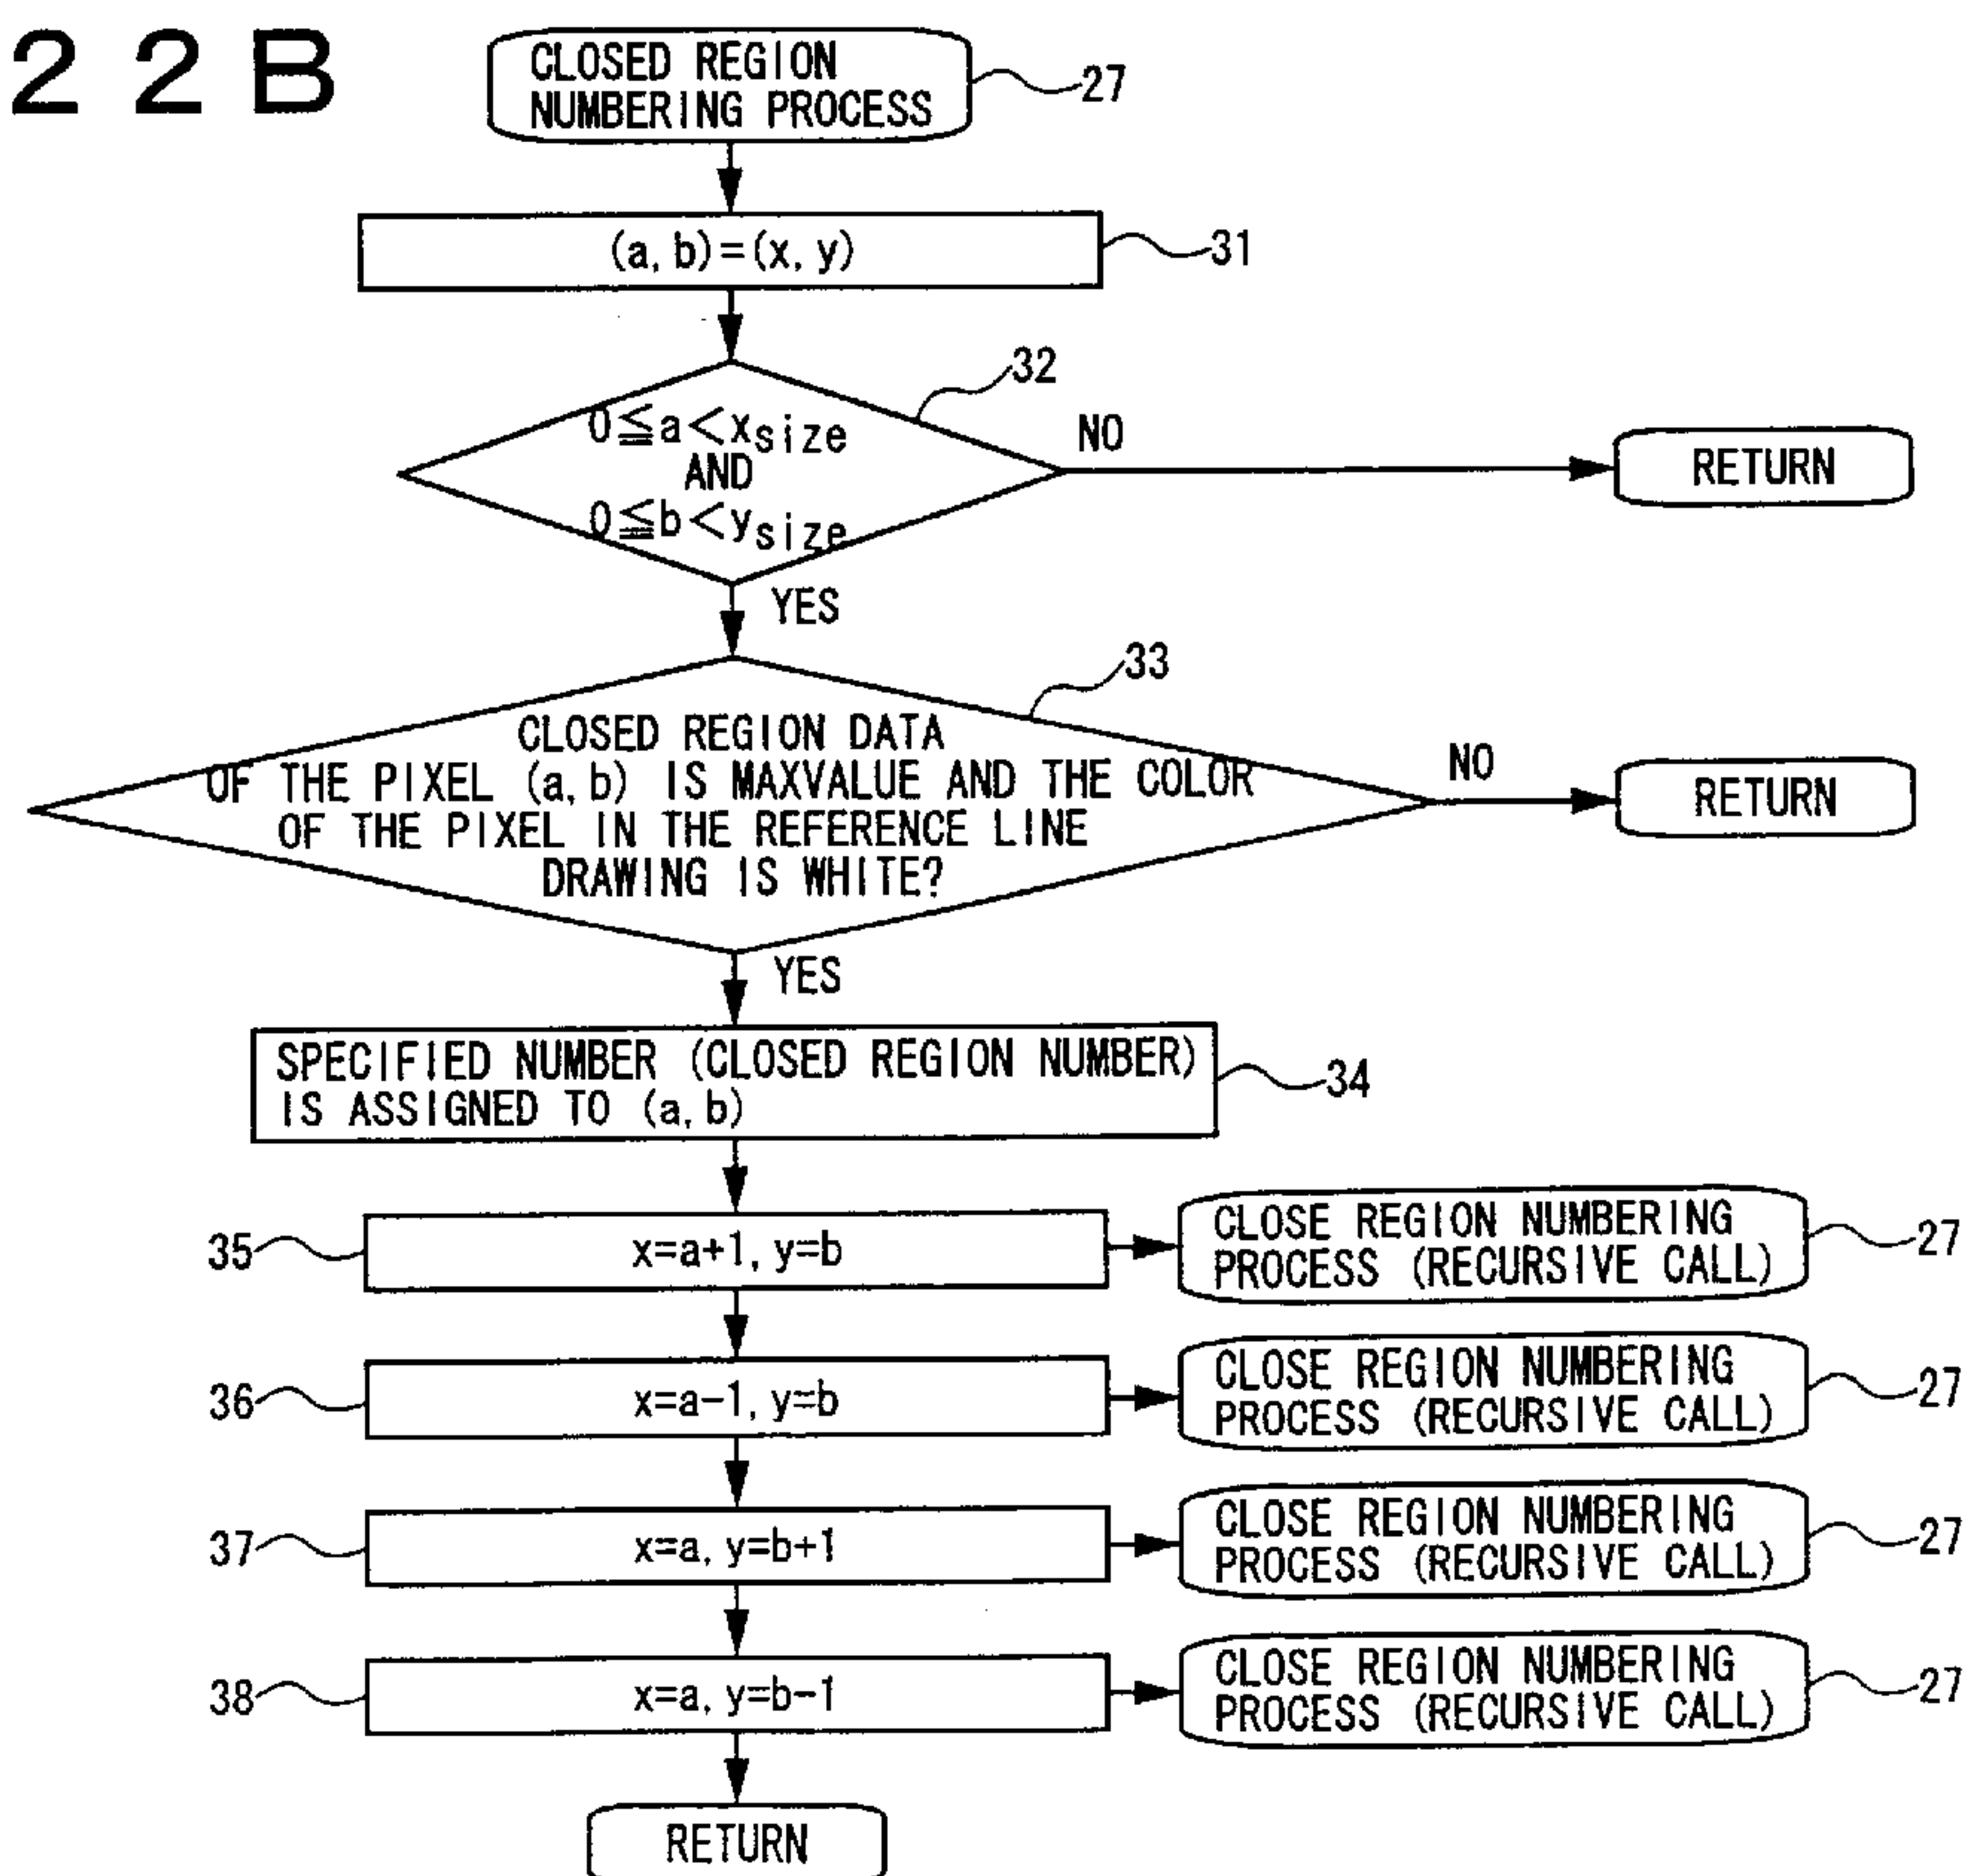 22B
CLOSED REGION
NUMBERING PROCESS
27
(a, b)=(x, y)
31
32
0≦a<xsize
AND
0≦b<ysize
NO
RETURN
YES
33
CLOSED REGION DATA
OF THE PIXEL (a, b) IS MAXVALUE AND THE COLOR
OF THE PIXEL IN THE REFERENCE LINE
DRAWING IS WHITE?
NO
RETURN
YES
SPECIFIED NUMBER (CLOSED REGION NUMBER)
IS ASSIGNED TO (a, b)
34
35
x=a+1, y=b
CLOSE REGION NUMBERING
PROCESS (RECURSIVE CALL)
27
36
x=a-1, y=b
CLOSE REGION NUMBERING
PROCESS (RECURSIVE CALL)
27
37
x=a, y=b+1
CLOSE REGION NUMBERING
PROCESS (RECURSIVE CALL)
27
38
x=a, y=b-1
CLOSE REGION NUMBERING
PROCESS (RECURSIVE CALL)
27
RETURN